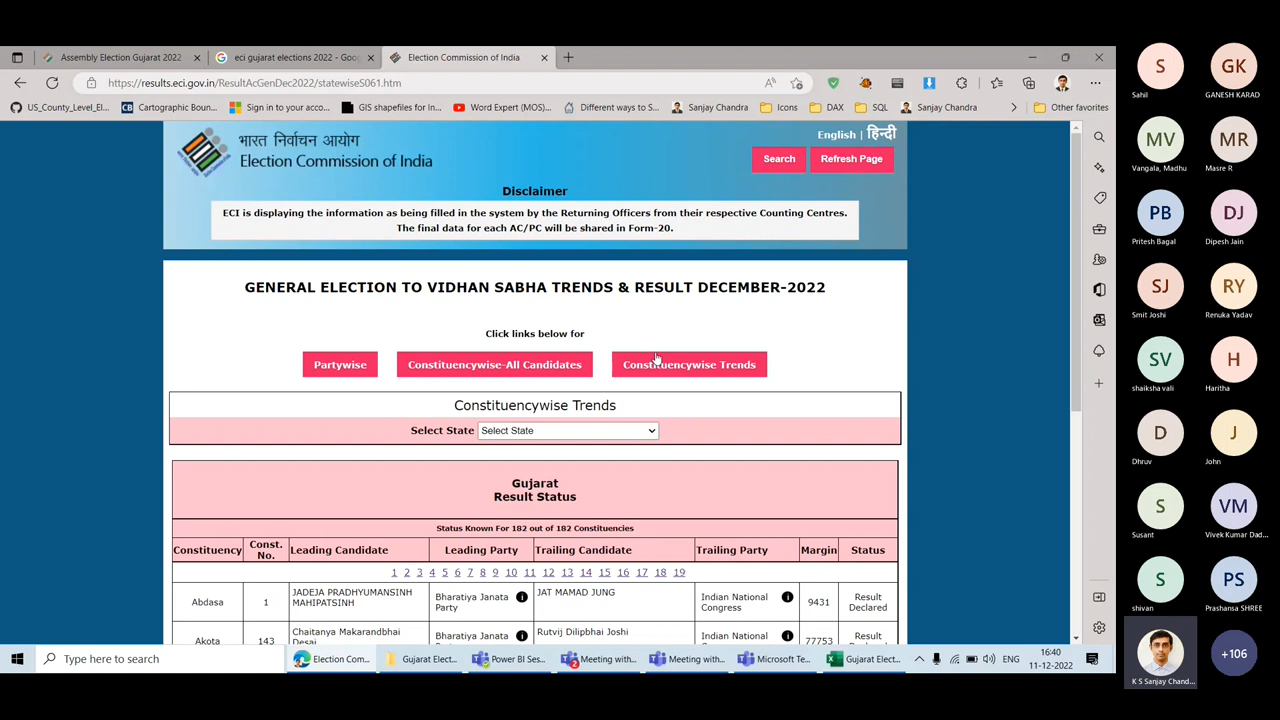 Assembly Election Gujarat 2022
eci gujarat elections 2022 - Goo
Election Commission of India
https://results.eci.gov.in/ResultAcGenDec2022/statewiseS061.htm
US_County_Level_El...
Cartographic Boun...
Sign in to your acco...
GIS shapefiles for In...
Word Expert (MOS)...
Different ways to S...
Sanjay Chandra
Icons
DAX
SQL
Sanjay Chandra
Other favorites
भारत निर्वाचन आयोग
Election Commission of India
English | हिन्दी
Search
Refresh Page
Disclaimer
ECI is displaying the information as being filled in the system by the Returning Officers from their respective Counting Centres.
The final data for each AC/PC will be shared in Form-20.
GENERAL ELECTION TO VIDHAN SABHA TRENDS & RESULT DECEMBER-2022
Click links below for
Partywise
Constituencywise-All Candidates
Constituencywise Trends
Constituencywise Trends
Select State Select State
Gujarat
Result Status
Status Known For 182 out of 182 Constituencies
Constituency Const. No. Leading Candidate Leading Party Trailing Candidate Trailing Party Margin Status
1 2 3 4 5 6 7 8 9 10 11 12 13 14 15 16 17 18 19
Abdasa 1 JADEJA PRADHYUMANSINH MAHIPATSINH Bharatiya Janata Party i JAT MAMAD JUNG Indian National Congress i 9431 Result Declared
Akota 143 Chaitanya Makarandbhai Desai Bharatiya Janata i Rutvij Dilipbhai Joshi Indian National i 77753 Result
Type here to search
Election Com...
Gujarat Elect...
Power BI Ses...
Meeting with...
Meeting with...
Microsoft Te...
Gujarat Elect...
ENG
16:40
11-12-2022
S
Sahil
GK
GANESH KARAD
MV
Vangala, Madhu
MR
Masre R
PB
Pritesh Bagal
DJ
Dipesh Jain
SJ
Smit Joshi
RY
Renuka Yadav
SV
shaiksha vali
H
Haritha
D
Dhruv
J
John
S
Susant
VM
Vivek Kumar Dad...
S
shivan
PS
Prashansa SHREE
K S Sanjay Chand...
+106